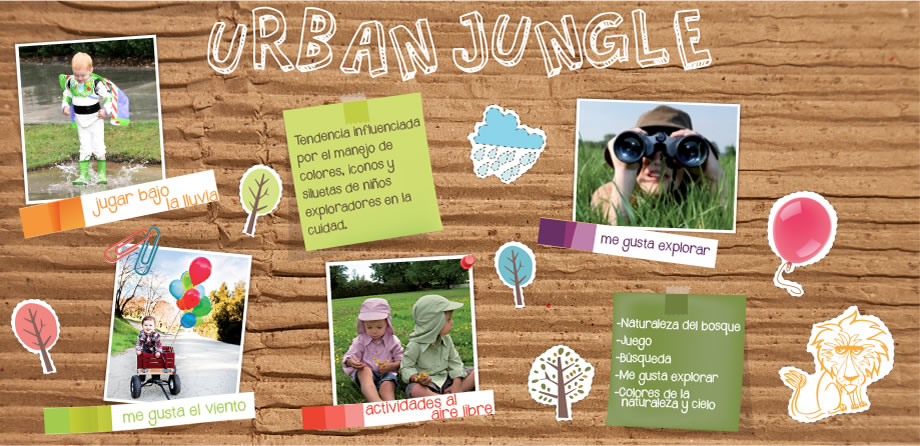 URBAN JUNGLE
jugar bajo
la lluvia
Tendencia influenciada
por el manejo de
colores, iconos y
siluetas de niños
exploradores en la
cuidad.
me gusta explorar
me gusta el viento
actividades al
aire libre
-Naturaleza del bosque
-Juego
-Búsqueda
-Me gusta explorar
-Colores de la
naturaleza y cielo